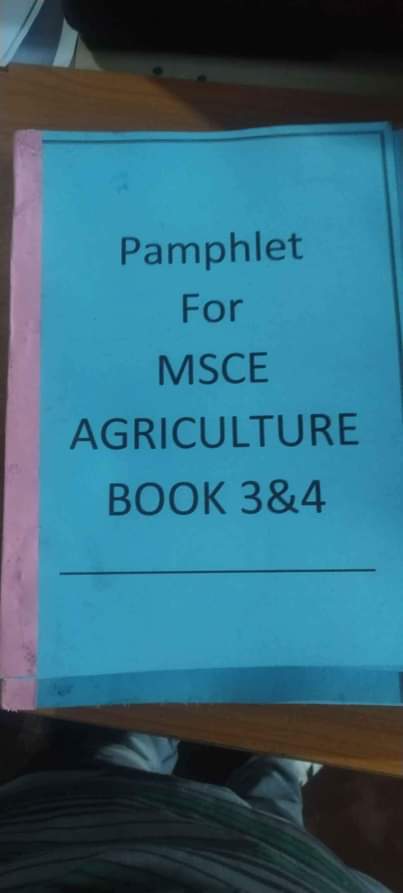 Pamphlet
For
MSCE
AGRICULTURE
BOOK 3&4